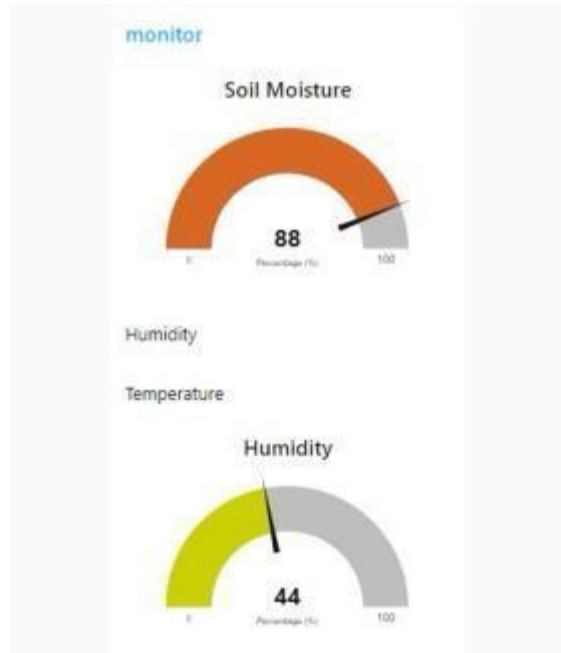 monitor
Soil Moisture
88
Percentage (%)
0 100
Humidity
Temperature
Humidity
44
Percentage (%)
0 100